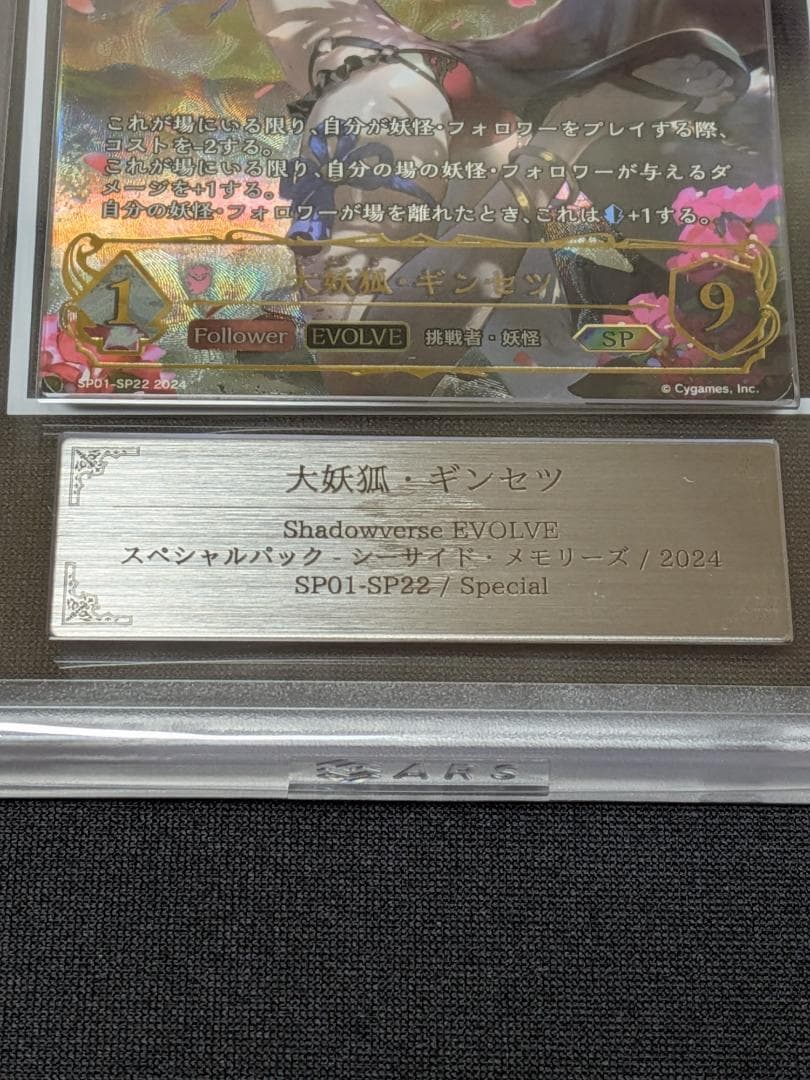 これが場にいる限り、自分が妖怪・フォロワーをプレイする際、
コストを-2する。
これが場にいる限り、自分の場の妖怪・フォロワーが与えるダ
メージを+1する。
自分の妖怪・フォロワーが場を離れたとき、これは+1する。
1
大妖狐・ギンセツ
9
Follower EVOLVE 挑戦者・妖怪 SP
SP01-SP22 2024
© Cygames, Inc.
大妖狐・ギンセツ
Shadowverse EVOLVE
スペシャルパック - シーサイド・メモリーズ / 2024
SP01-SP22 / Special
ARS